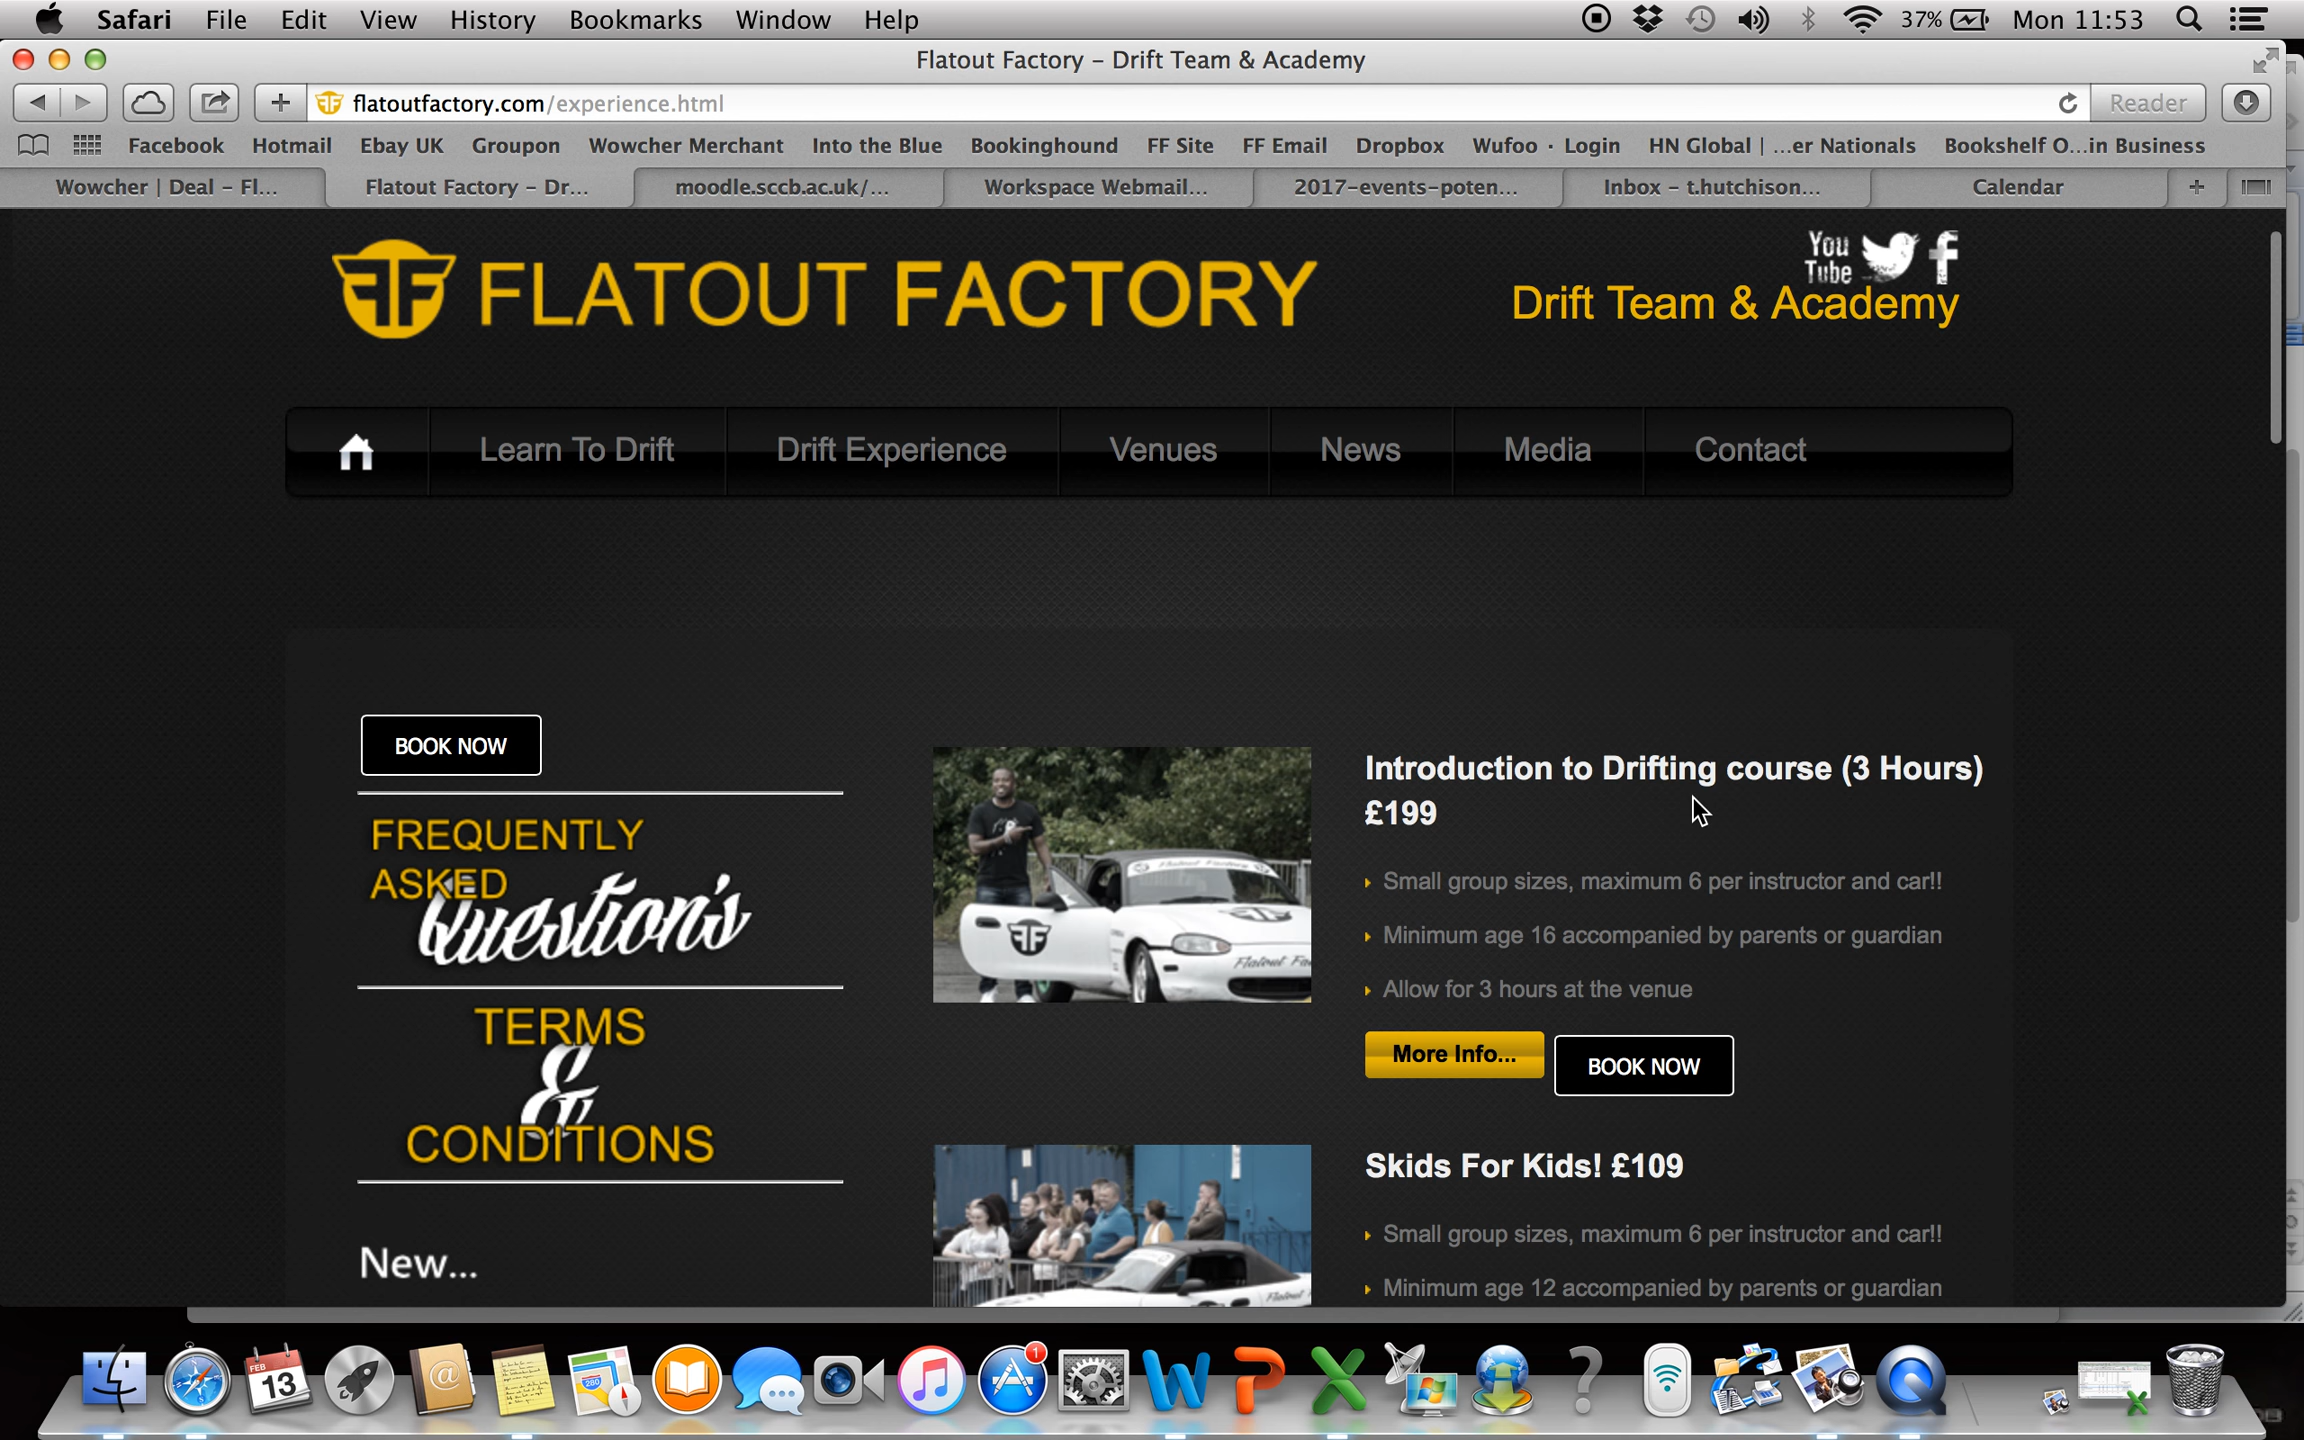 Safari File Edit View History Bookmarks Window Help 37% Mon 11:53
Flatout Factory – Drift Team & Academy
flatoutfactory.com/experience.html Reader
Facebook Hotmail Ebay UK Groupon Wowcher Merchant Into the Blue Bookinghound FF Site FF Email Dropbox Wufoo · Login HN Global | ...er Nationals Bookshelf O...in Business
Wowcher | Deal – Fl... Flatout Factory – Dr... moodle.sccb.ac.uk/... Workspace Webmail... 2017-events-poten... Inbox – t.hutchison... Calendar
FF FLATOUT FACTORY
You Tube
Drift Team & Academy
Learn To Drift Drift Experience Venues News Media Contact
BOOK NOW
FREQUENTLY
ASKED
Question's
TERMS
&
CONDITIONS
New...
Introduction to Drifting course (3 Hours)
£199
Small group sizes, maximum 6 per instructor and car!!
Minimum age 16 accompanied by parents or guardian
Allow for 3 hours at the venue
More Info... BOOK NOW
Skids For Kids! £109
Small group sizes, maximum 6 per instructor and car!!
Minimum age 12 accompanied by parents or guardian
FEB
13
280
1